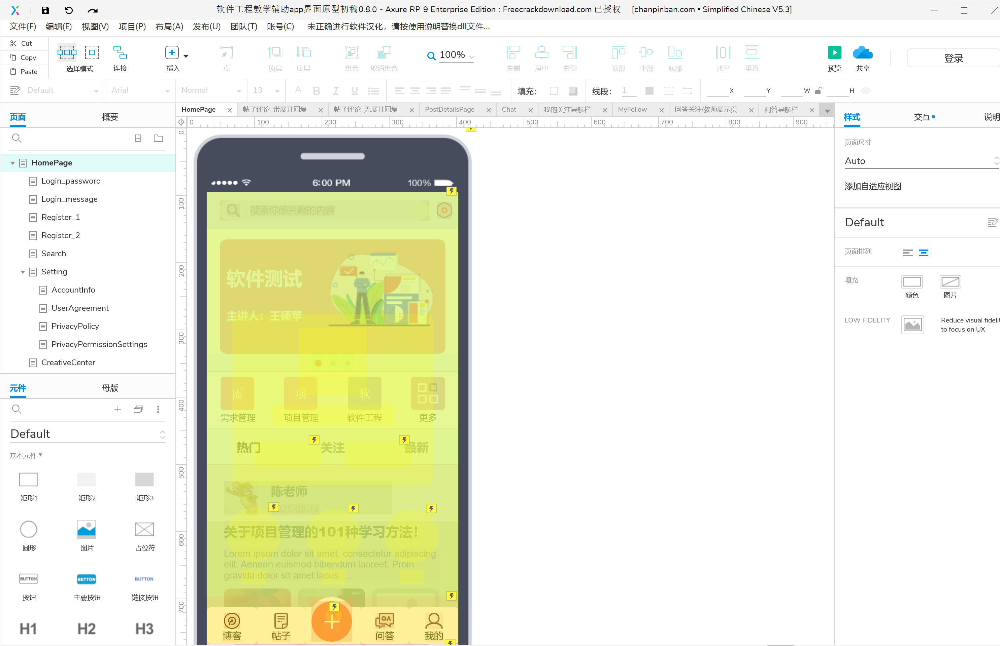 软件工程教学辅助app界面原型初稿0.8.0 - Axure RP 9 Enterprise Edition : Freecrackdownload.com 已授权 [chanpinban.com ▪ Simplified Chinese V5.3]
文件(F) 编辑(E) 视图(V) 项目(P) 布局(A) 发布(U) 团队(T) 账号(C) 未正确进行软件汉化，请按使用说明替换dll文件...
Cut
Copy
Paste
选择模式 连接 插入 点 顶层 底层 组合 取消组合 100% 左侧 居中 右侧 顶部 中部 底部 水平 垂直 预览 共享 登录
Default Arial Normal 13 A B I U 填充: 线段: 1 X Y W H
页面 概要
HomePage 帖子评论_带展开回复 帖子评论_无展开回复 PostDetailsPage Chat 我的关注导航栏 MyFollow 问答关注/教师展示页 问答导航栏
样式 交互 说明
0 100 200 300 400 500 600 700 800 900
0
100
200
300
400
500
600
700
HomePage
Login_password
Login_message
Register_1
Register_2
Search
Setting
AccountInfo
UserAgreement
PrivacyPolicy
PrivacyPermissionSettings
CreativeCenter
元件 母版
Default
基本元件
矩形1 矩形2 矩形3
圆形 图片 占位符
BUTTON BUTTON BUTTON
按钮 主要按钮 链接按钮
H1 H2 H3
6:00 PM 100%
搜索你感兴趣的内容
软件测试
主讲人：王硕苹
需 项 软
需求管理 项目管理 软件工程 更多
热门 关注 最新
陈老师
021-03-14
关于项目管理的101种学习方法！
Lorem ipsum dolor sit amet, consectetur adipiscing
elit. Aenean euismod bibendum laoreet. Proin
gravida dolor sit amet lacus ...
博客 帖子 问答 我的
页面尺寸
Auto
添加自适应视图
Default
页面排列
填充
颜色 图片
LOW FIDELITY Reduce visual fidelit
to focus on UX